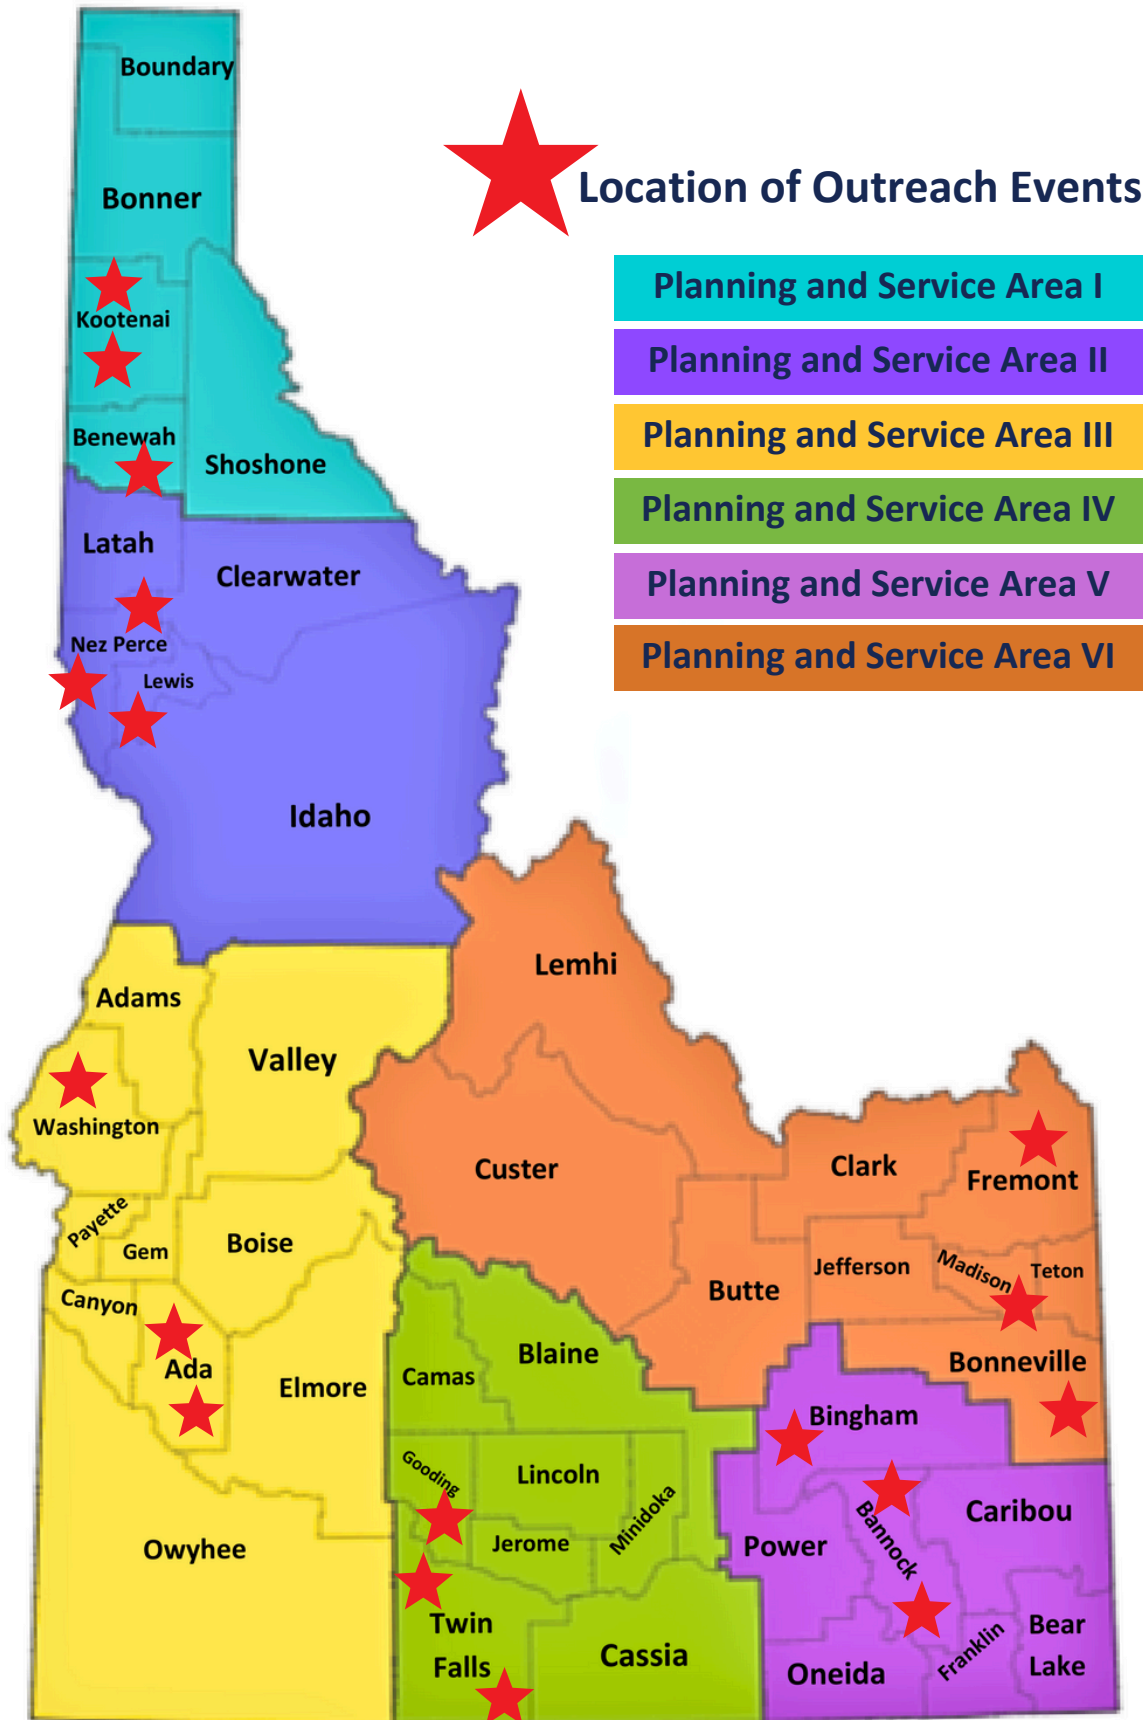 Boundary
Bonner
Location of Outreach Events
Planning and Service Area I
Planning and Service Area II
Planning and Service Area III
Planning and Service Area IV
Planning and Service Area V
Planning and Service Area VI
Kootenai
Benewah
Shoshone
Latah
Clearwater
Nez Perce
Lewis
Idaho
Lemhi
Adams
Valley
Washington
Custer
Clark
Fremont
Payette
Gem
Boise
Butte
Jefferson
Madison
Teton
Canyon
Ada
Elmore
Camas
Blaine
Bonneville
Bingham
Gooding
Lincoln
Minidoka
Jerome
Power
Bannock
Caribou
Owyhee
Twin
Falls
Cassia
Oneida
Franklin
Bear
Lake